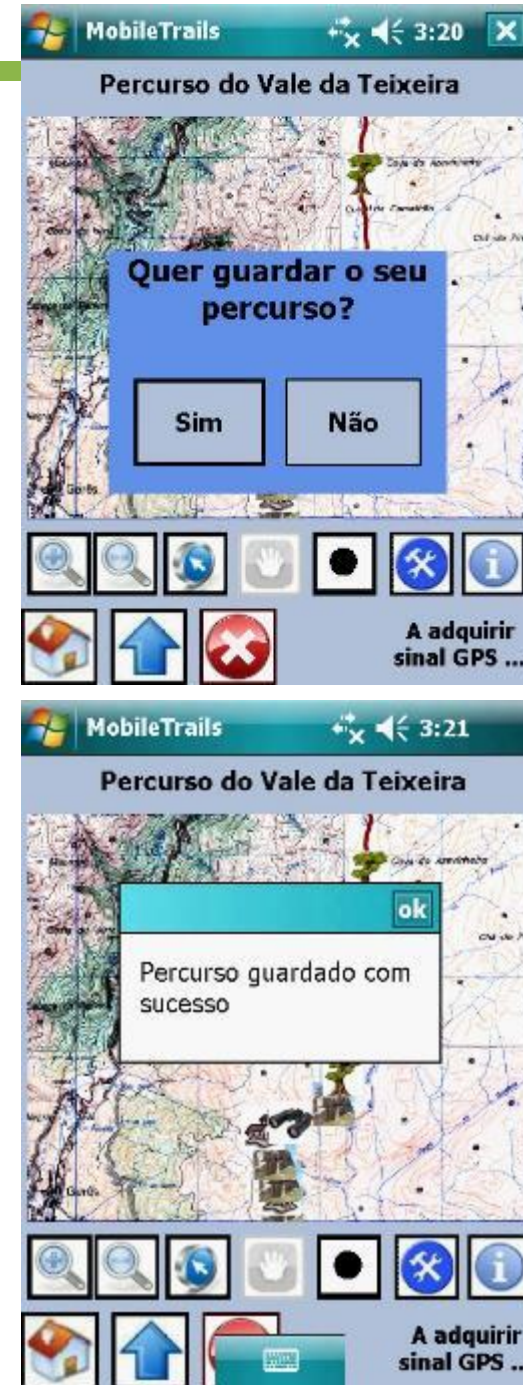 MobileTrails 3:20
Percurso do Vale da Teixeira
Quer guardar o seu
percurso?
Sim Não
A adquirir
sinal GPS ...
MobileTrails 3:21
Percurso do Vale da Teixeira
ok
Percurso guardado com
sucesso
A adquirir
sinal GPS ..